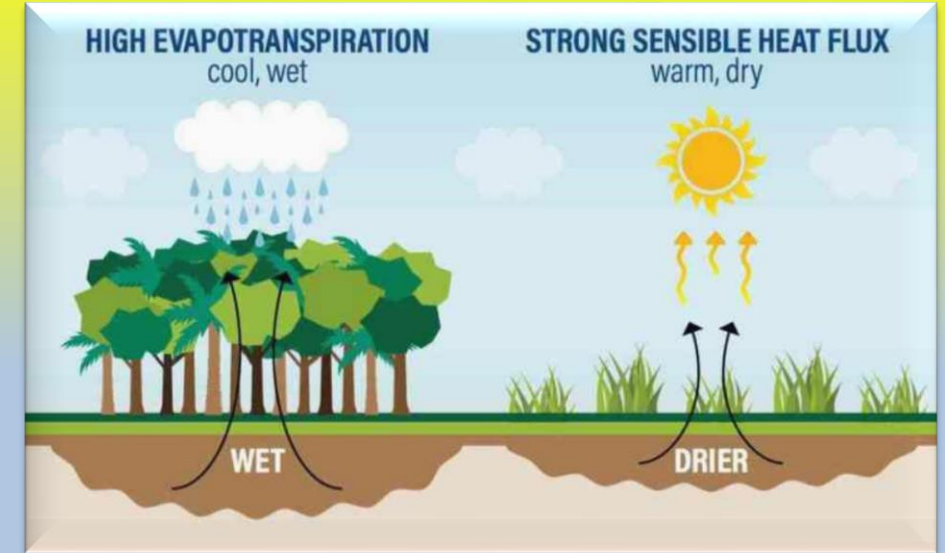 HIGH EVAPOTRANSPIRATION
cool, wet
STRONG SENSIBLE HEAT FLUX
warm, dry
WET
DRIER